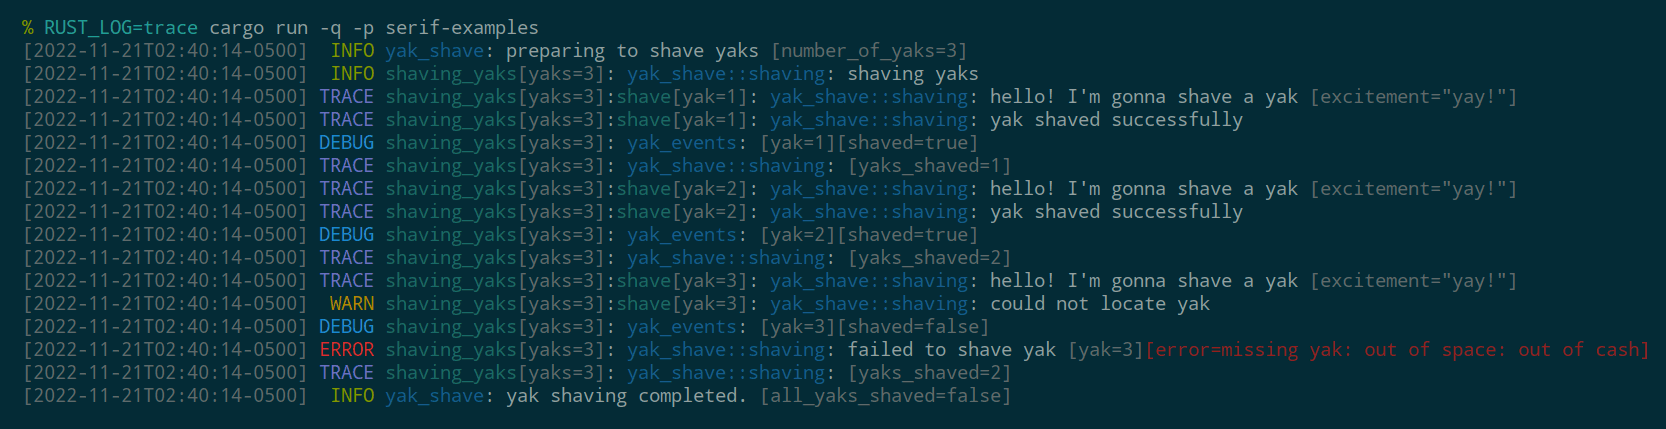 % RUST_LOG=trace cargo run -q -p serif-examples
[2022-11-21T02:40:14-0500]  INFO yak_shave: preparing to shave yaks [number_of_yaks=3]
[2022-11-21T02:40:14-0500]  INFO shaving_yaks[yaks=3]: yak_shave::shaving: shaving yaks
[2022-11-21T02:40:14-0500] TRACE shaving_yaks[yaks=3]:shave[yak=1]: yak_shave::shaving: hello! I'm gonna shave a yak [excitement="yay!"]
[2022-11-21T02:40:14-0500] TRACE shaving_yaks[yaks=3]:shave[yak=1]: yak_shave::shaving: yak shaved successfully
[2022-11-21T02:40:14-0500] DEBUG shaving_yaks[yaks=3]: yak_events: [yak=1][shaved=true]
[2022-11-21T02:40:14-0500] TRACE shaving_yaks[yaks=3]: yak_shave::shaving: [yaks_shaved=1]
[2022-11-21T02:40:14-0500] TRACE shaving_yaks[yaks=3]:shave[yak=2]: yak_shave::shaving: hello! I'm gonna shave a yak [excitement="yay!"]
[2022-11-21T02:40:14-0500] TRACE shaving_yaks[yaks=3]:shave[yak=2]: yak_shave::shaving: yak shaved successfully
[2022-11-21T02:40:14-0500] DEBUG shaving_yaks[yaks=3]: yak_events: [yak=2][shaved=true]
[2022-11-21T02:40:14-0500] TRACE shaving_yaks[yaks=3]: yak_shave::shaving: [yaks_shaved=2]
[2022-11-21T02:40:14-0500] TRACE shaving_yaks[yaks=3]:shave[yak=3]: yak_shave::shaving: hello! I'm gonna shave a yak [excitement="yay!"]
[2022-11-21T02:40:14-0500]  WARN shaving_yaks[yaks=3]:shave[yak=3]: yak_shave::shaving: could not locate yak
[2022-11-21T02:40:14-0500] DEBUG shaving_yaks[yaks=3]: yak_events: [yak=3][shaved=false]
[2022-11-21T02:40:14-0500] ERROR shaving_yaks[yaks=3]: yak_shave::shaving: failed to shave yak [yak=3][error=missing yak: out of space: out of cash]
[2022-11-21T02:40:14-0500] TRACE shaving_yaks[yaks=3]: yak_shave::shaving: [yaks_shaved=2]
[2022-11-21T02:40:14-0500]  INFO yak_shave: yak shaving completed. [all_yaks_shaved=false]